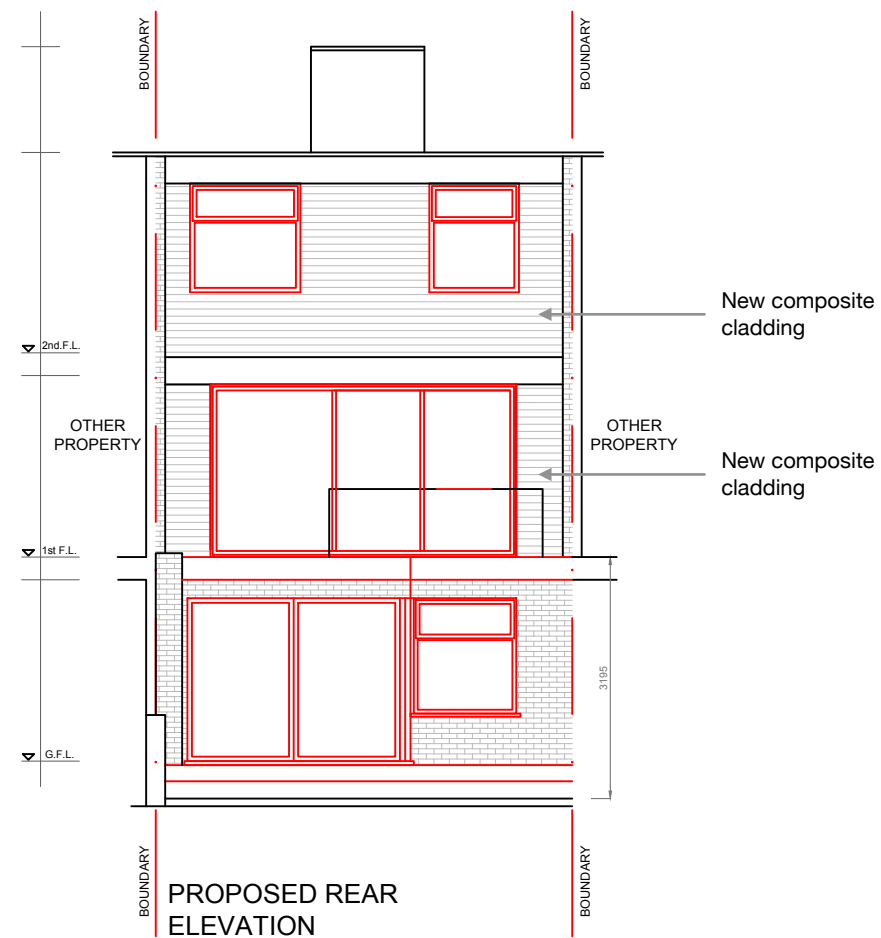 BOUNDARY
BOUNDARY
New composite
cladding
2nd.F.L.
OTHER
PROPERTY
OTHER
PROPERTY
New composite
cladding
1st F.L.
3195
G.F.L.
BOUNDARY
BOUNDARY
PROPOSED REAR
ELEVATION